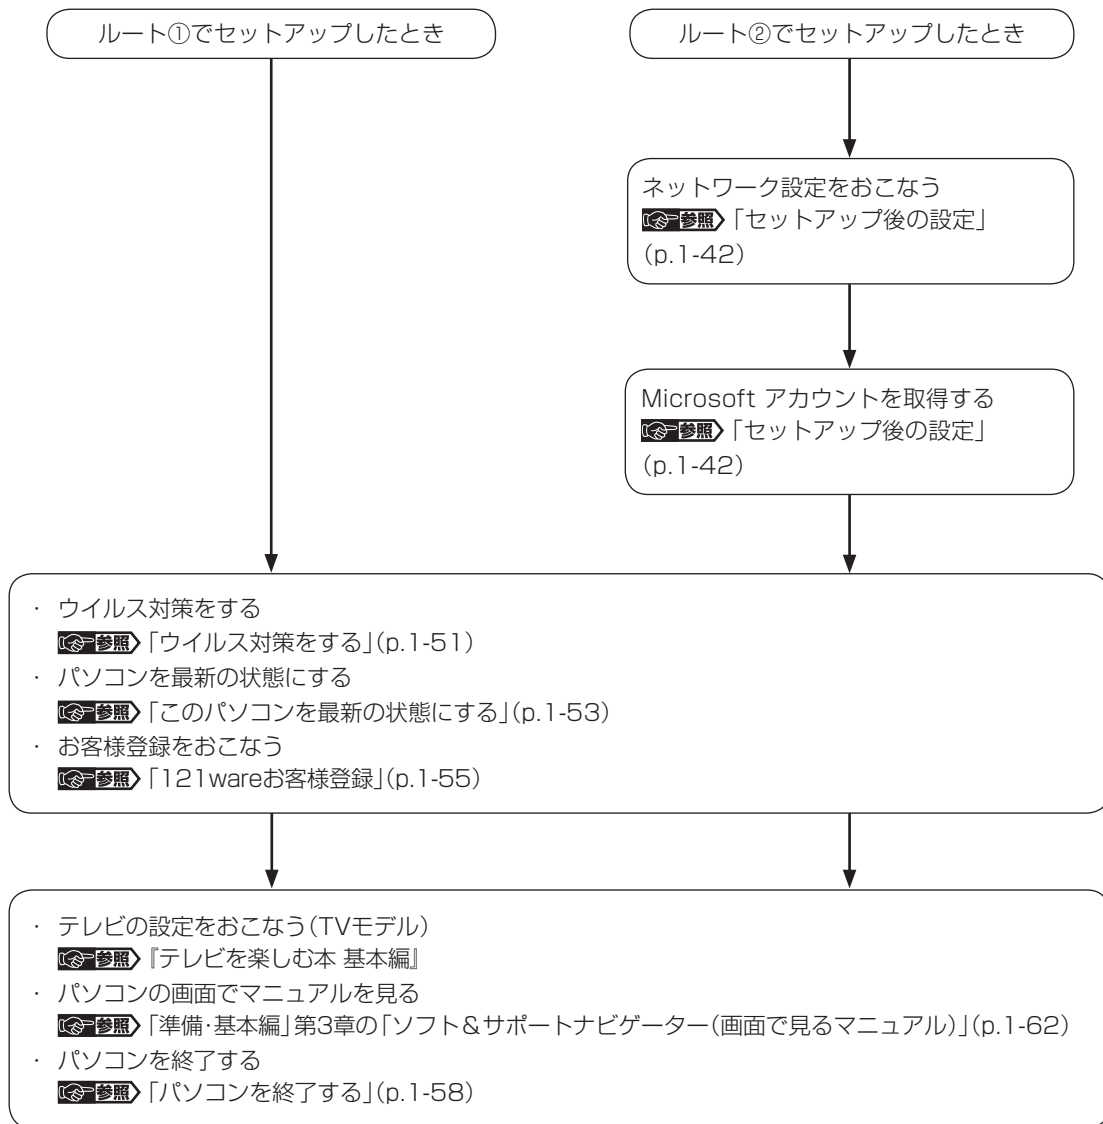 ルート①でセットアップしたとき
ルート②でセットアップしたとき
ネットワーク設定をおこなう
参照 「セットアップ後の設定」
(p.1-42)
Microsoft アカウントを取得する
参照 「セットアップ後の設定」
(p.1-42)
・ ウイルス対策をする
参照 「ウイルス対策をする」(p.1-51)
・ パソコンを最新の状態にする
参照 「このパソコンを最新の状態にする」(p.1-53)
・ お客様登録をおこなう
参照 「121wareお客様登録」(p.1-55)
・ テレビの設定をおこなう(TVモデル)
参照 『テレビを楽しむ本 基本編』
・ パソコンの画面でマニュアルを見る
参照 「準備・基本編」第3章の「ソフト&サポートナビゲーター(画面で見るマニュアル)」(p.1-62)
・ パソコンを終了する
参照 「パソコンを終了する」(p.1-58)